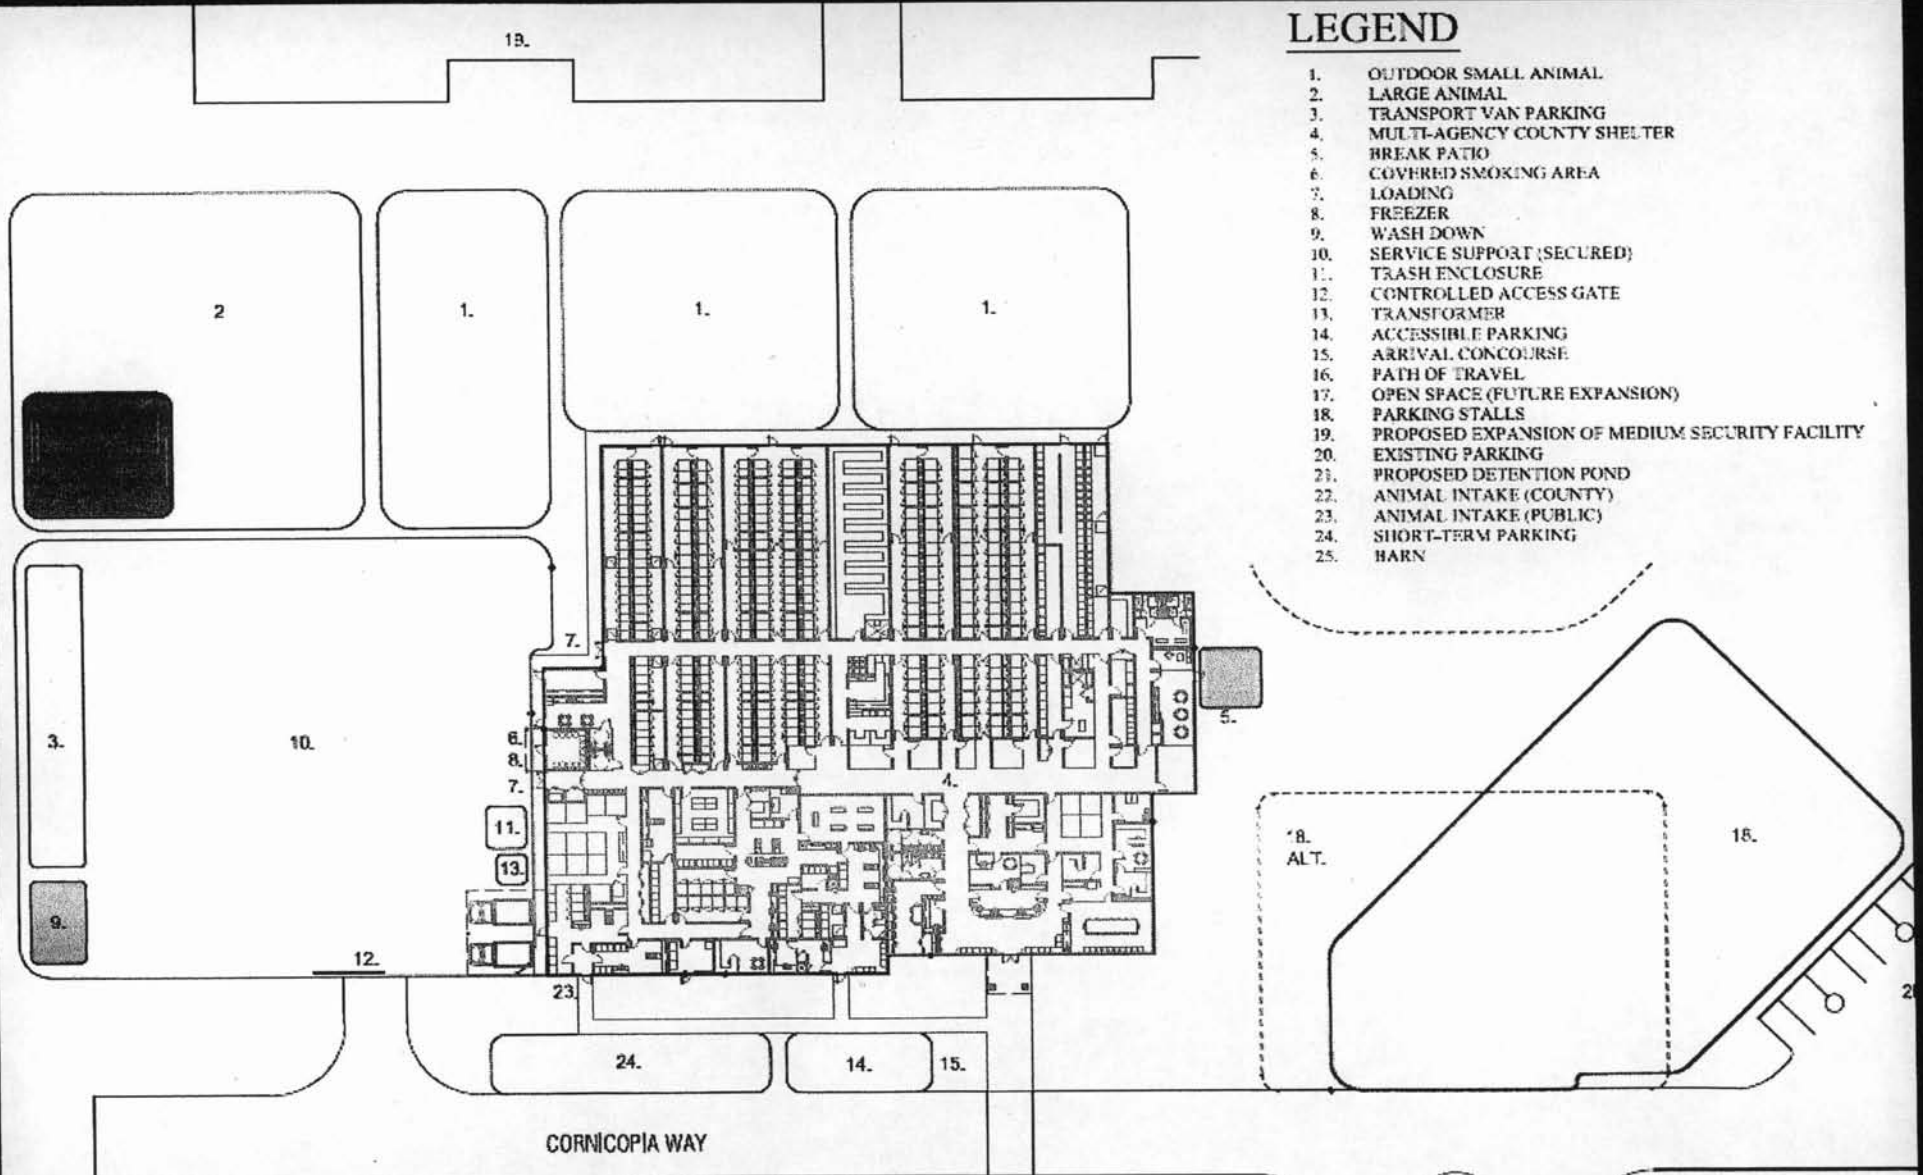 LEGEND
1. OUTDOOR SMALL ANIMAL
2. LARGE ANIMAL
3. TRANSPORT VAN PARKING
4. MULTI-AGENCY COUNTY SHELTER
5. BREAK PATIO
6. COVERED SMOKING AREA
7. LOADING
8. FREEZER
9. WASH DOWN
10. SERVICE SUPPORT (SECURED)
11. TRASH ENCLOSURE
12. CONTROLLED ACCESS GATE
13. TRANSFORMER
14. ACCESSIBLE PARKING
15. ARRIVAL CONCOURSE
16. PATH OF TRAVEL
17. OPEN SPACE (FUTURE EXPANSION)
18. PARKING STALLS
19. PROPOSED EXPANSION OF MEDIUM SECURITY FACILITY
20. EXISTING PARKING
21. PROPOSED DETENTION POND
22. ANIMAL INTAKE (COUNTY)
23. ANIMAL INTAKE (PUBLIC)
24. SHORT-TERM PARKING
25. BARN
19.
2
1.
1.
1.
7.
5.
3.
10.
6.
8.
7.
4.
11.
13.
18.
ALT.
18.
9.
12.
23.
24.
14.
15.
CORNICOPIA WAY